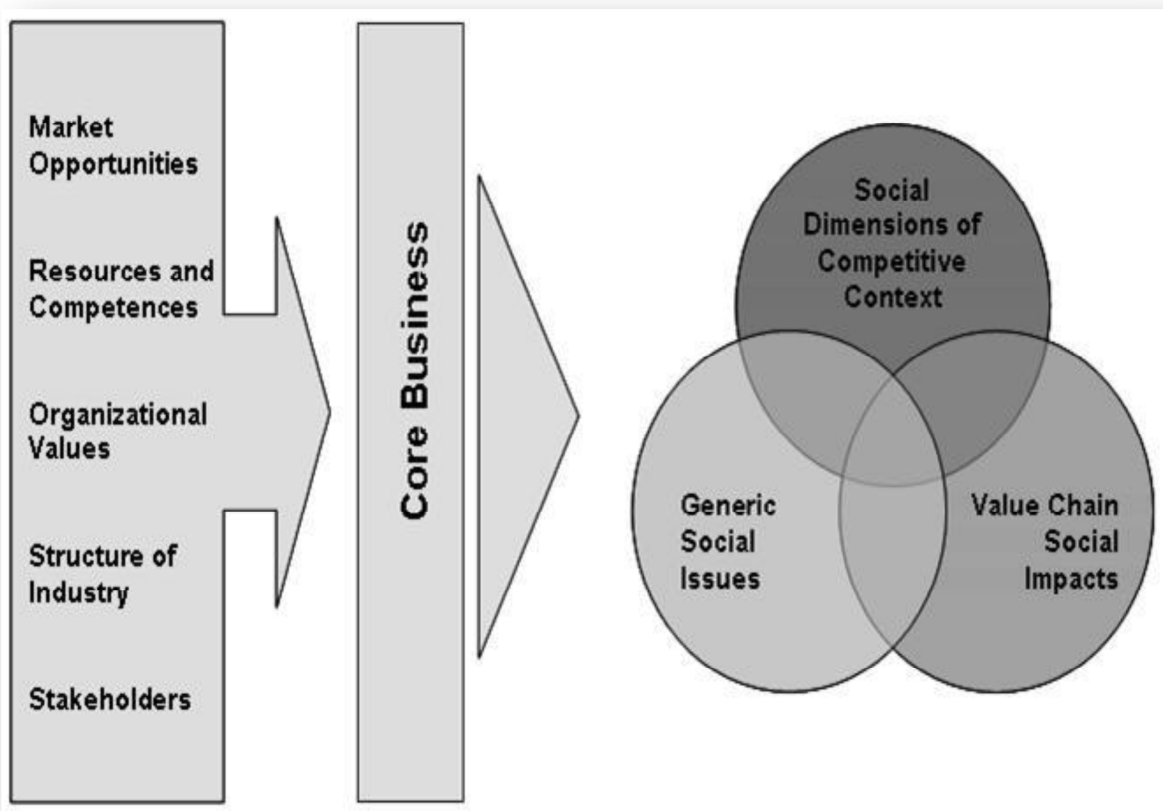 Market
Opportunities
Resources and
Competences
Organizational
Values
Structure of
Industry
Stakeholders
Core Business
Social
Dimensions of
Competitive
Context
Generic
Social
Issues
Value Chain
Social
Impacts